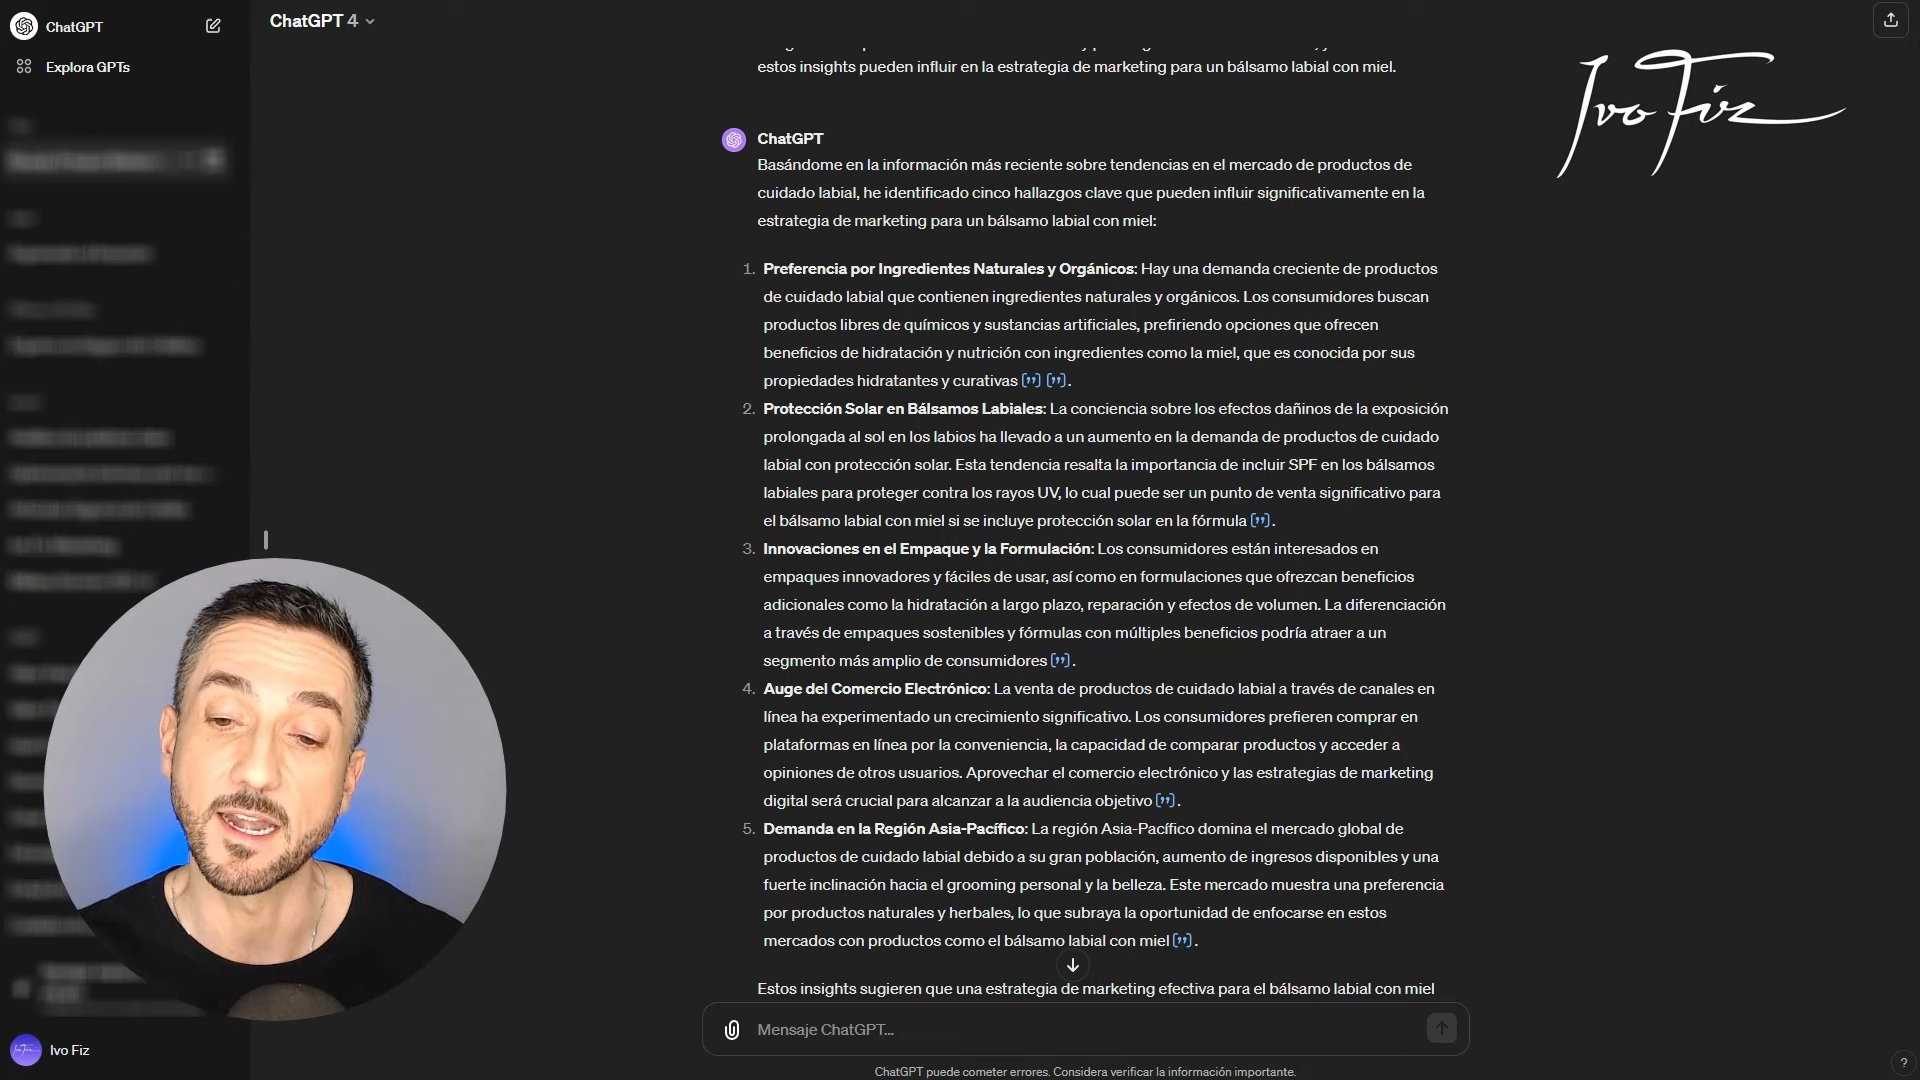 ChatGPT
Explora GPTs
ChatGPT 4
Ivo Fiz
estos insights pueden influir en la estrategia de marketing para un bálsamo labial con miel.
ChatGPT
Basándome en la información más reciente sobre tendencias en el mercado de productos de
cuidado labial, he identificado cinco hallazgos clave que pueden influir significativamente en la
estrategia de marketing para un bálsamo labial con miel:
1. Preferencia por Ingredientes Naturales y Orgánicos: Hay una demanda creciente de productos
de cuidado labial que contienen ingredientes naturales y orgánicos. Los consumidores buscan
productos libres de químicos y sustancias artificiales, prefiriendo opciones que ofrecen
beneficios de hidratación y nutrición con ingredientes como la miel, que es conocida por sus
propiedades hidratantes y curativas ["] ["].
2. Protección Solar en Bálsamos Labiales: La conciencia sobre los efectos dañinos de la exposición
prolongada al sol en los labios ha llevado a un aumento en la demanda de productos de cuidado
labial con protección solar. Esta tendencia resalta la importancia de incluir SPF en los bálsamos
labiales para proteger contra los rayos UV, lo cual puede ser un punto de venta significativo para
el bálsamo labial con miel si se incluye protección solar en la fórmula ["].
3. Innovaciones en el Empaque y la Formulación: Los consumidores están interesados en
empaques innovadores y fáciles de usar, así como en formulaciones que ofrezcan beneficios
adicionales como la hidratación a largo plazo, reparación y efectos de volumen. La diferenciación
a través de empaques sostenibles y fórmulas con múltiples beneficios podría atraer a un
segmento más amplio de consumidores ["].
4. Auge del Comercio Electrónico: La venta de productos de cuidado labial a través de canales en
línea ha experimentado un crecimiento significativo. Los consumidores prefieren comprar en
plataformas en línea por la conveniencia, la capacidad de comparar productos y acceder a
opiniones de otros usuarios. Aprovechar el comercio electrónico y las estrategias de marketing
digital será crucial para alcanzar a la audiencia objetivo ["].
5. Demanda en la Región Asia-Pacífico: La región Asia-Pacífico domina el mercado global de
productos de cuidado labial debido a su gran población, aumento de ingresos disponibles y una
fuerte inclinación hacia el grooming personal y la belleza. Este mercado muestra una preferencia
por productos naturales y herbales, lo que subraya la oportunidad de enfocarse en estos
mercados con productos como el bálsamo labial con miel ["].
Estos insights sugieren que una estrategia de marketing efectiva para el bálsamo labial con miel
Mensaje ChatGPT...
Ivo Fiz
ChatGPT puede cometer errores. Considera verificar la información importante.
?